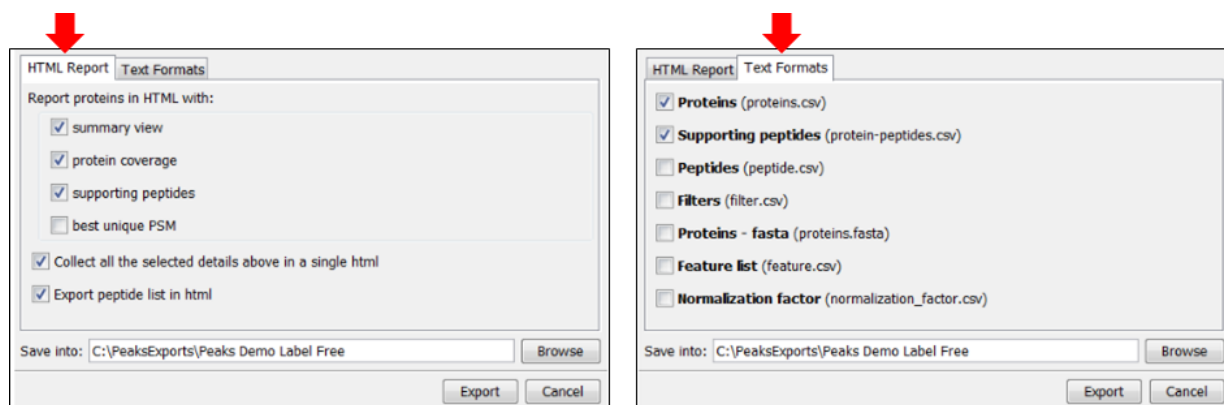 HTML Report Text Formats
Report proteins in HTML with:
summary view
protein coverage
supporting peptides
best unique PSM
Collect all the selected details above in a single html
Export peptide list in html
Save into: C:\PeaksExports\Peaks Demo Label Free Browse
Export Cancel
HTML Report Text Formats
Proteins (proteins.csv)
Supporting peptides (protein-peptides.csv)
Peptides (peptide.csv)
Filters (filter.csv)
Proteins - fasta (proteins.fasta)
Feature list (feature.csv)
Normalization factor (normalization_factor.csv)
Save into: C:\PeaksExports\Peaks Demo Label Free Browse
Export Cancel